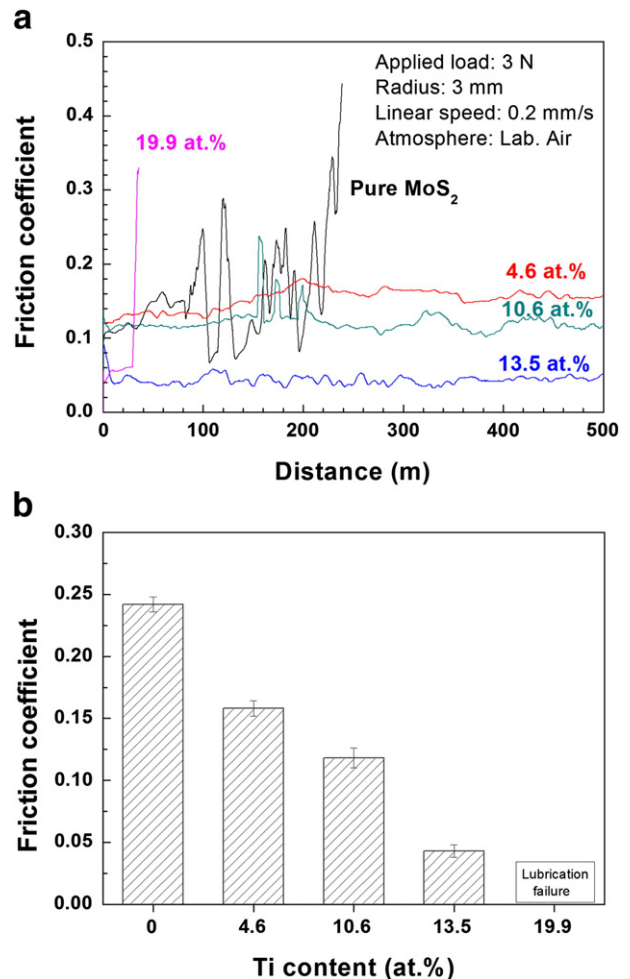 a
0.5
0.4
0.3
0.2
0.1
0.0
Friction coefficient
Applied load: 3 N
Radius: 3 mm
Linear speed: 0.2 mm/s
Atmosphere: Lab. Air
19.9 at.%
Pure MoS₂
4.6 at.%
10.6 at.%
13.5 at.%
0 100 200 300 400 500
Distance (m)
b
0.30
0.25
0.20
0.15
0.10
0.05
0.00
Friction coefficient
Lubrication
failure
0 4.6 10.6 13.5 19.9
Ti content (at.%)